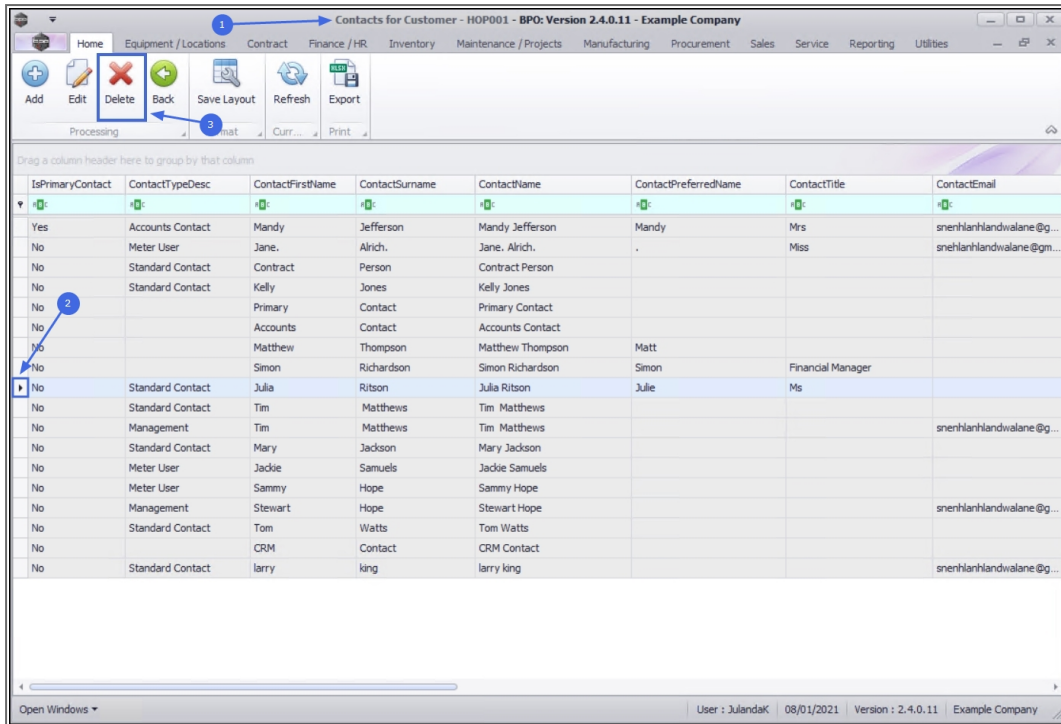 Contacts for Customer - HOP001 - BPO: Version 2.4.0.11 - Example Company
1
Home Equipment / Locations Contract Finance / HR Inventory Maintenance / Projects Manufacturing Procurement Sales Service Reporting Utilities
Add Edit Delete Back Save Layout Refresh Export
3
Processing mat Curr... Print
Drag a column header here to group by that column
IsPrimaryContact ContactTypeDesc ContactFirstName ContactSurname ContactName ContactPreferredName ContactTitle ContactEmail
Yes Accounts Contact Mandy Jefferson Mandy Jefferson Mandy Mrs snehlanhlandwalane@g...
No Meter User Jane. Alrich. Jane. Alrich. . Miss snehlanhlandwalane@gm...
No Standard Contact Contract Person Contract Person
No Standard Contact Kelly Jones Kelly Jones
No Primary Contact Primary Contact
2
No Accounts Contact Accounts Contact
No Matthew Thompson Matthew Thompson Matt
No Simon Richardson Simon Richardson Simon Financial Manager
No Standard Contact Julia Ritson Julia Ritson Julie Ms
No Standard Contact Tim Matthews Tim Matthews
No Management Tim Matthews Tim Matthews snenhlanhlandwalane@g...
No Standard Contact Mary Jackson Mary Jackson
No Meter User Jackie Samuels Jackie Samuels
No Meter User Sammy Hope Sammy Hope
No Management Stewart Hope Stewart Hope snenhlanhlandwalane@g...
No Standard Contact Tom Watts Tom Watts
No CRM Contact CRM Contact
No Standard Contact larry king larry king snenhlanhlandwalane@g...
Open Windows User : JulandaK 08/01/2021 Version : 2.4.0.11 Example Company